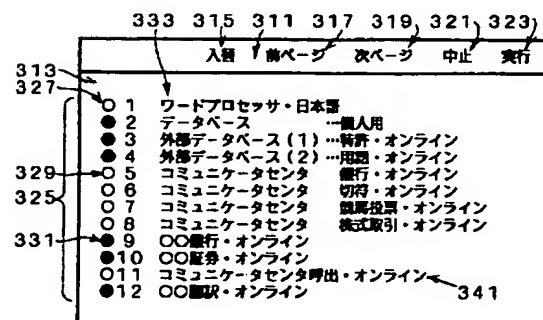 333 315 311 317 319 321 323
入替 前ページ 次ページ 中止 実行
313
327
○ 1 ワードプロセッサ・日本語
● 2 データベース …個人用
● 3 外部データベース(1)…特許・オンライン
● 4 外部データベース(2)…用語・オンライン
329 ○ 5 コミュニケータセンタ 銀行・オンライン
325 ○ 6 コミュニケータセンタ 切符・オンライン
○ 7 コミュニケータセンタ 競馬投票・オンライン
○ 8 コミュニケータセンタ 株式取引・オンライン
331 ● 9 ○○銀行・オンライン
●10 ○○証券・オンライン
○11 コミュニケータセンタ呼出・オンライン
●12 ○○翻訳・オンライン 341